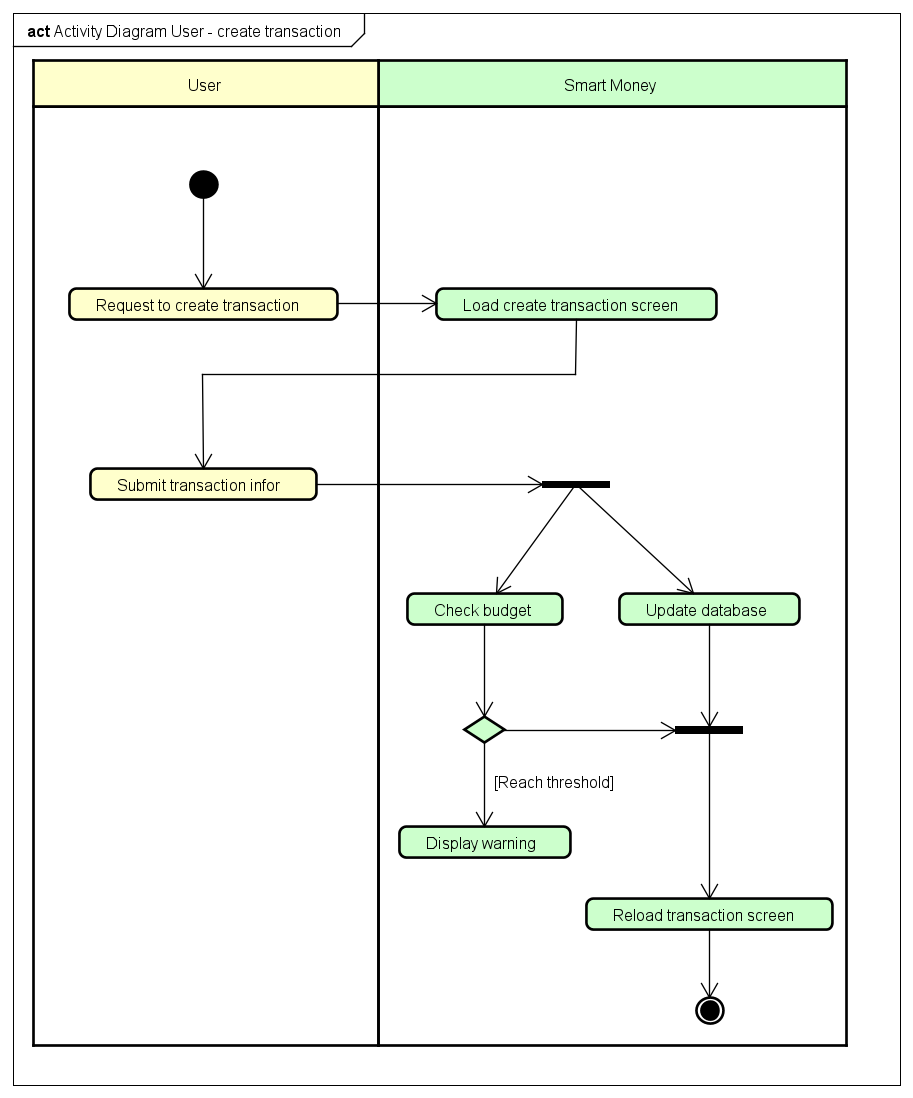 act Activity Diagram User - create transaction
User
Smart Money
Request to create transaction
Load create transaction screen
Submit transaction infor
Check budget
Update database
[Reach threshold]
Display warning
Reload transaction screen